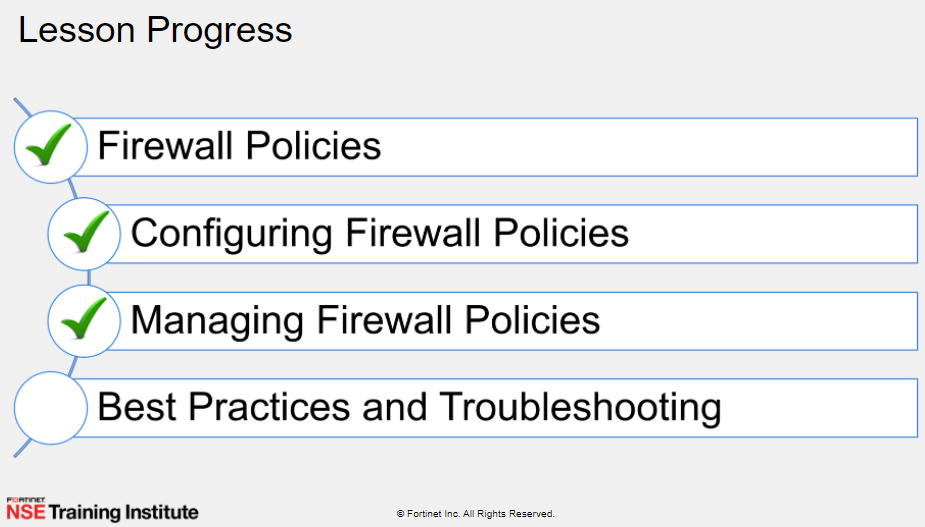 Lesson Progress
Firewall Policies
Configuring Firewall Policies
Managing Firewall Policies
Best Practices and Troubleshooting
FORTINET
NSE Training Institute
© Fortinet Inc. All Rights Reserved.